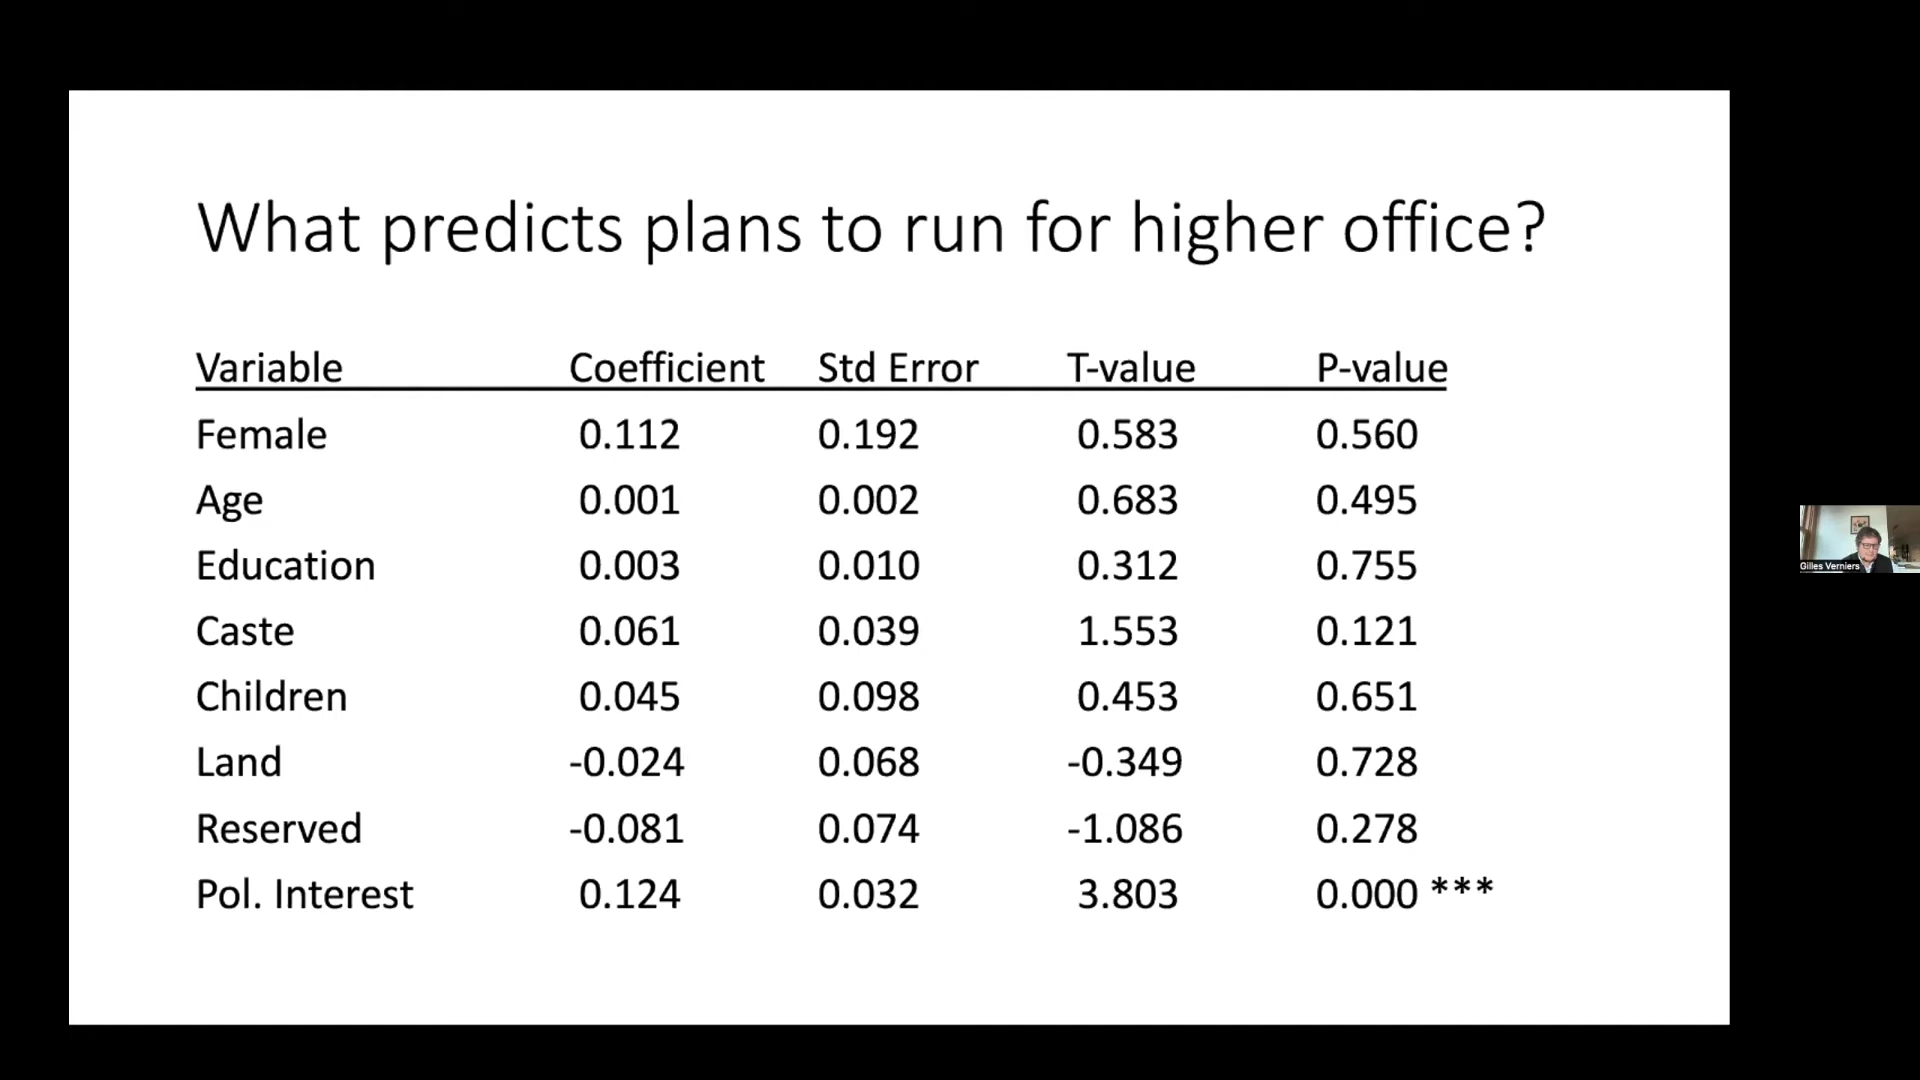 What predicts plans to run for higher office?
Variable Coefficient Std Error T-value P-value
Female 0.112 0.192 0.583 0.560
Age 0.001 0.002 0.683 0.495
Education 0.003 0.010 0.312 0.755
Caste 0.061 0.039 1.553 0.121
Children 0.045 0.098 0.453 0.651
Land -0.024 0.068 -0.349 0.728
Reserved -0.081 0.074 -1.086 0.278
Pol. Interest 0.124 0.032 3.803 0.000 ***
Gilles Verniers